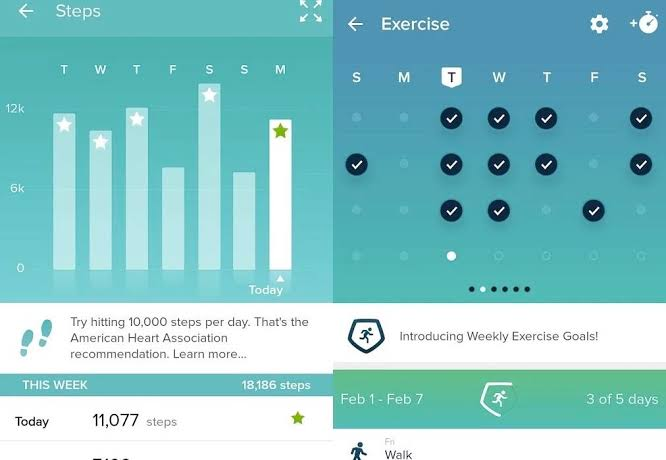 Steps
T W T F S S M
12k
6k
0
Today
Try hitting 10,000 steps per day. That's the
American Heart Association
recommendation. Learn more...
THIS WEEK 18,186 steps
Today 11,077 steps
Exercise
+
S M T W T F S
Introducing Weekly Exercise Goals!
Feb 1 - Feb 7 3 of 5 days
Fri
Walk